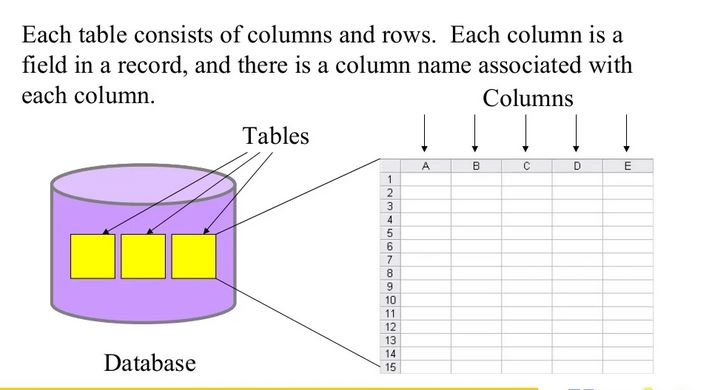 Each table consists of columns and rows.  Each column is a
field in a record, and there is a column name associated with
each column.
Columns
Tables
A B C D E
1
2
3
4
5
6
7
8
9
10
11
12
13
14
15
Database